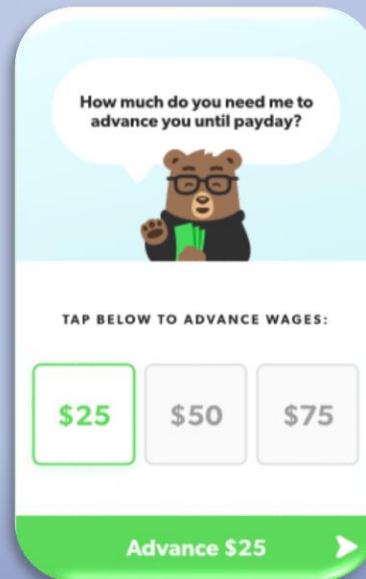 How much do you need me to
advance you until payday?
TAP BELOW TO ADVANCE WAGES:
$25 $50 $75
Advance $25